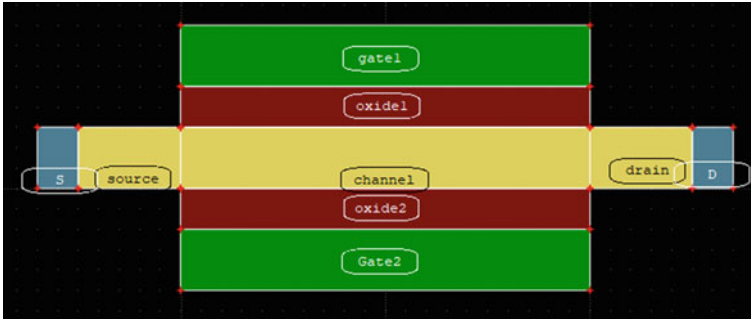 gate1
oxide1
S source channel drain D
oxide2
Gate2